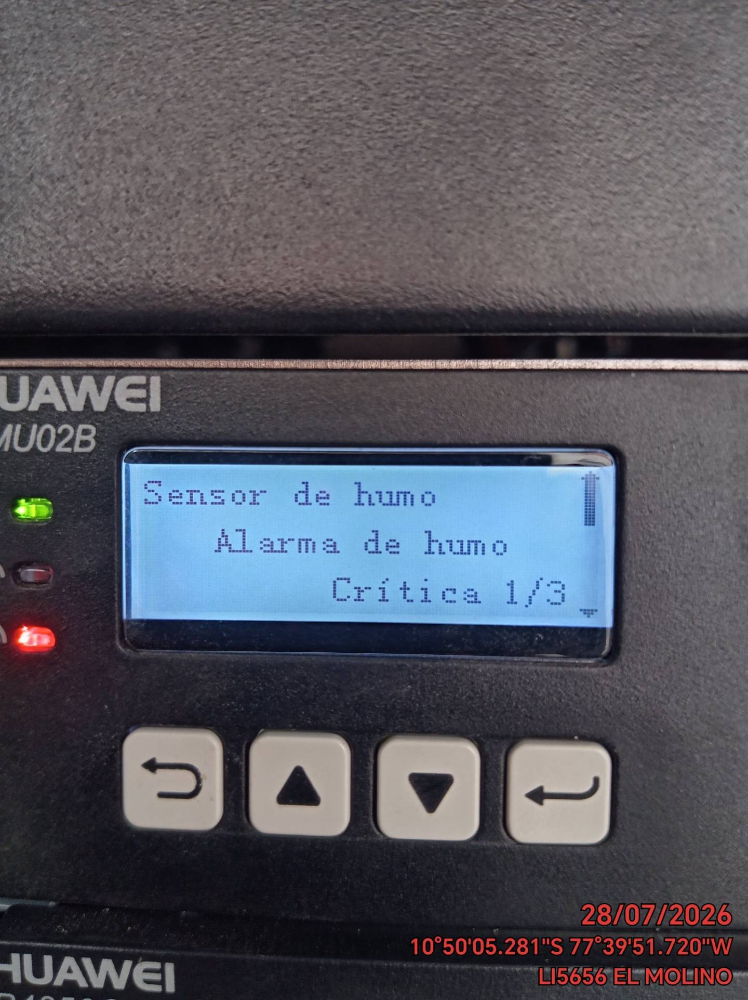 HUAWEI
MU02B
Sensor de humo
Alarma de humo
Crítica 1/3
28/07/2026
10°50'05.281"S 77°39'51.720"W
LI5656 EL MOLINO
HUAWEI